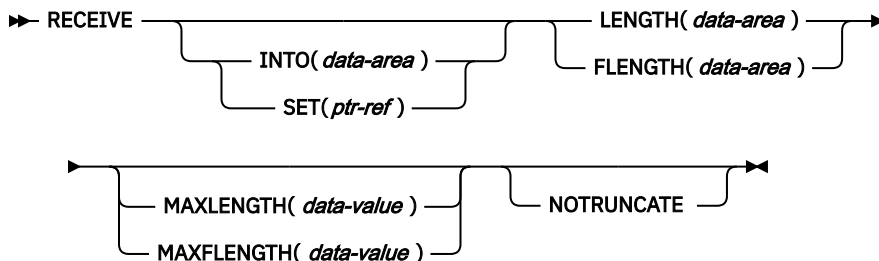 RECEIVE LENGTH( data-area )
INTO( data-area ) FLENGTH( data-area )
SET( ptr-ref )
MAXLENGTH( data-value ) NOTRUNCATE
MAXFLENGTH( data-value )